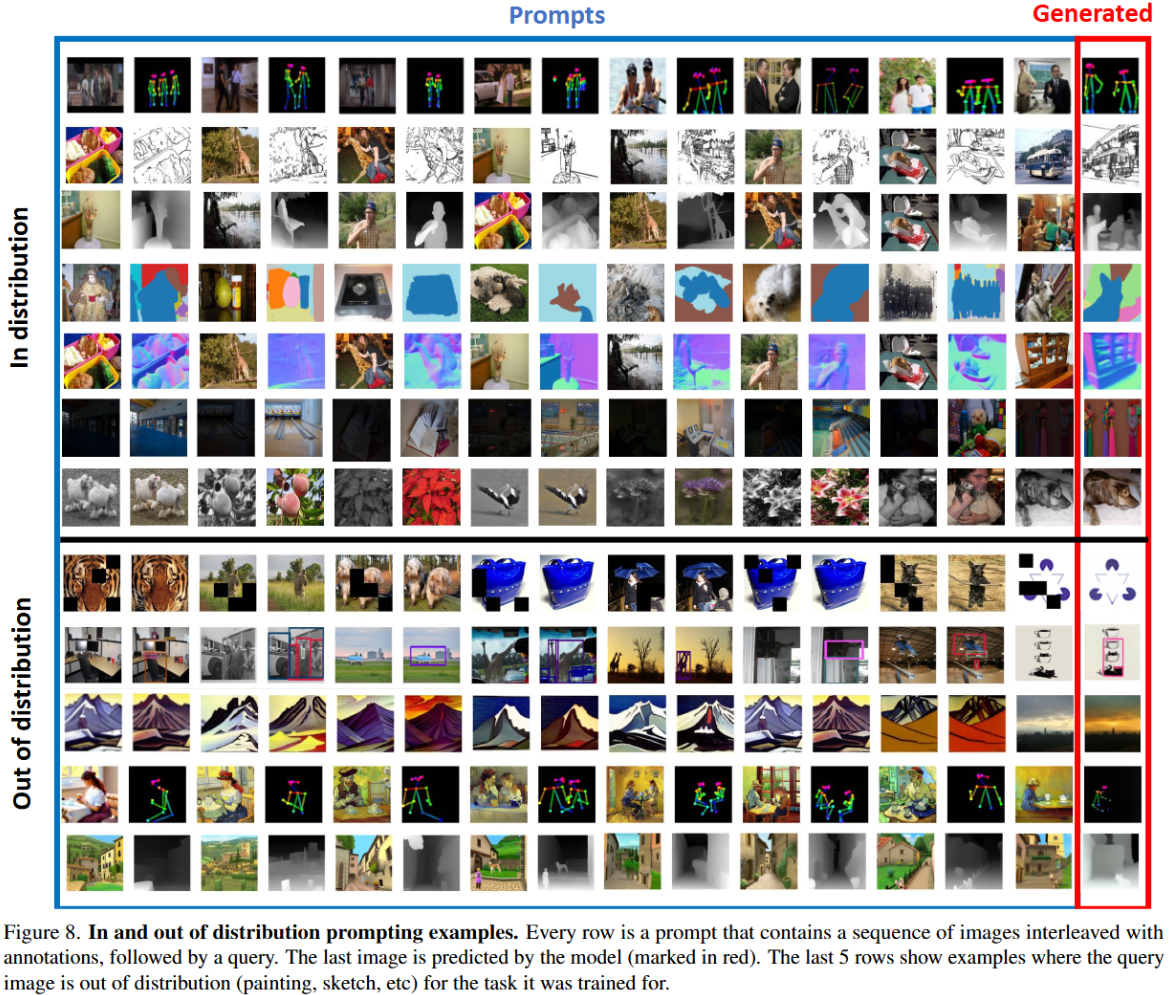 Prompts
Generated
In distribution
Out of distribution
Figure 8. In and out of distribution prompting examples. Every row is a prompt that contains a sequence of images interleaved with
annotations, followed by a query. The last image is predicted by the model (marked in red). The last 5 rows show examples where the query
image is out of distribution (painting, sketch, etc) for the task it was trained for.